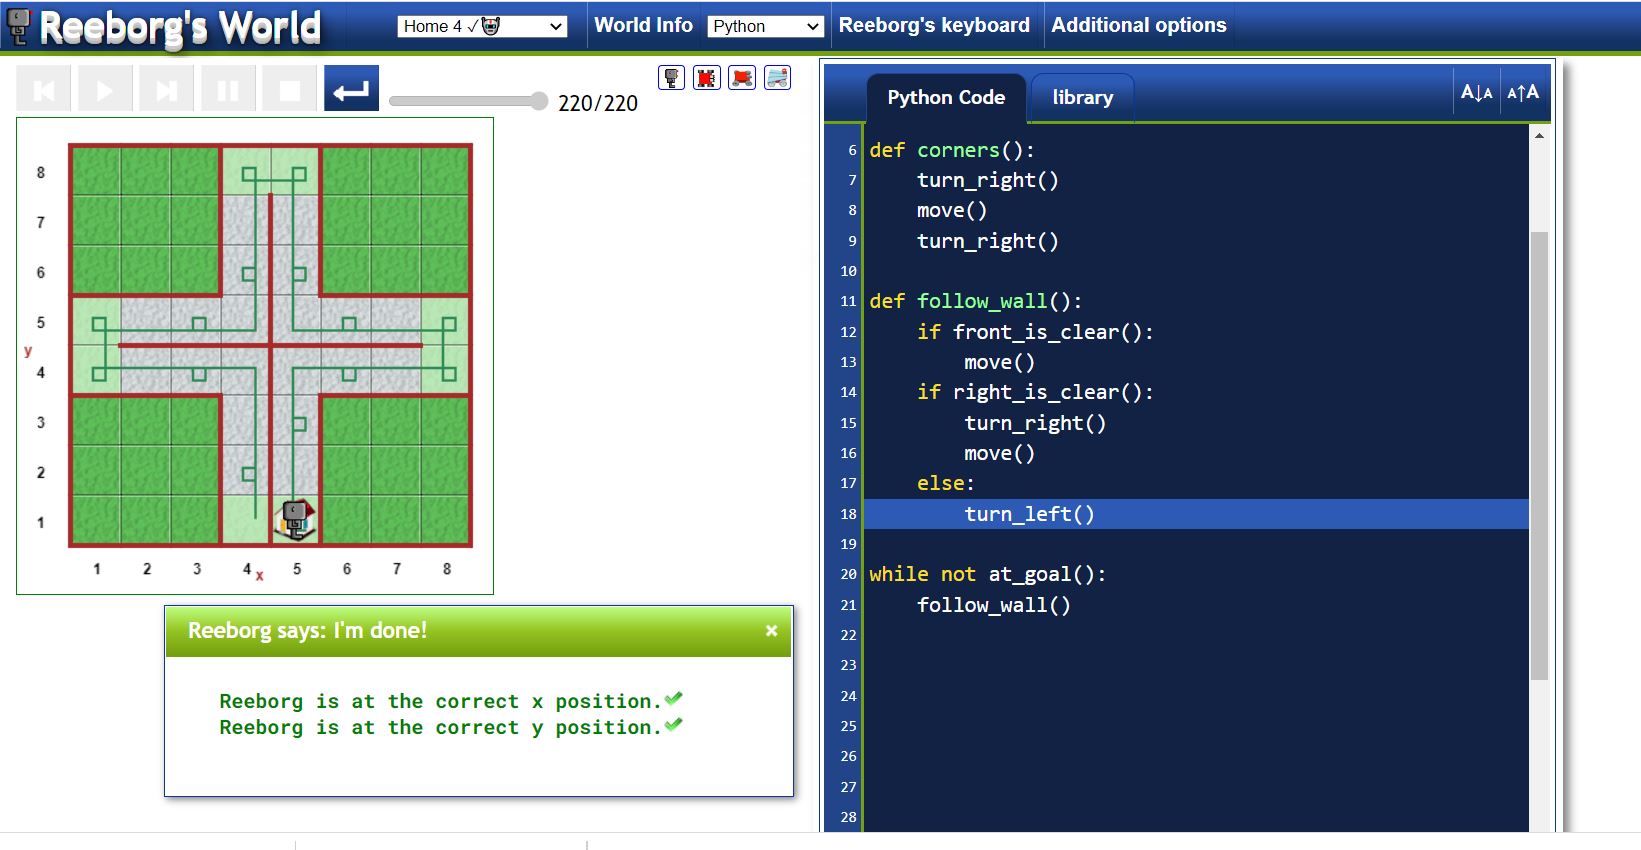 Reeborg's World
Home 4 ✓
World Info
Python
Reeborg's keyboard
Additional options
220/220
Python Code
library
A↓A
A↑A
8
7
6
5
y
4
3
2
1
1 2 3 4 x 5 6 7 8
Reeborg says: I'm done!
×
Reeborg is at the correct x position.
Reeborg is at the correct y position.
6 def corners():
7     turn_right()
8     move()
9     turn_right()
10
11 def follow_wall():
12     if front_is_clear():
13         move()
14     if right_is_clear():
15         turn_right()
16         move()
17     else:
18         turn_left()
19
20 while not at_goal():
21     follow_wall()
22
23
24
25
26
27
28